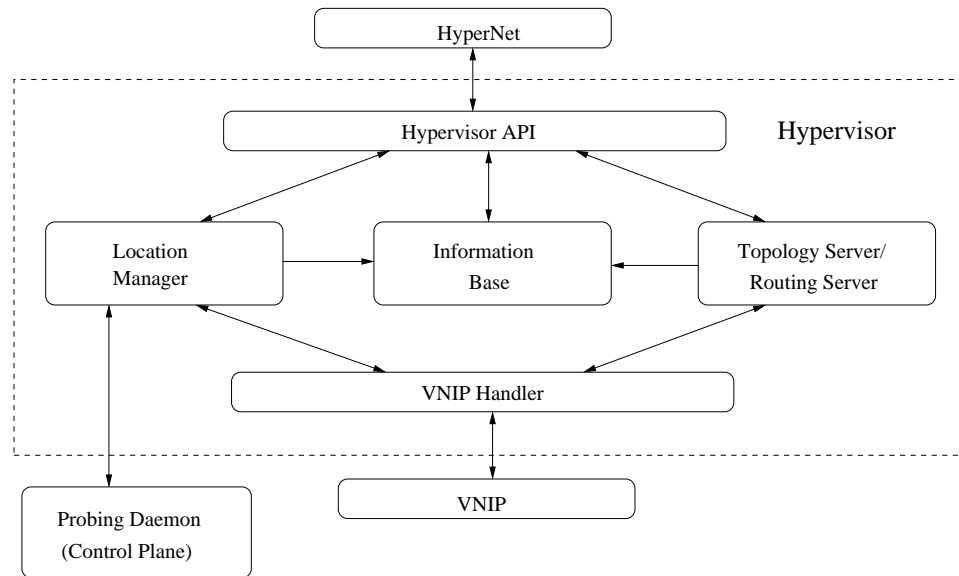 HyperNet
Hypervisor API
Hypervisor
Location
Manager
Information
Base
Topology Server/
Routing Server
VNIP Handler
VNIP
Probing Daemon
(Control Plane)